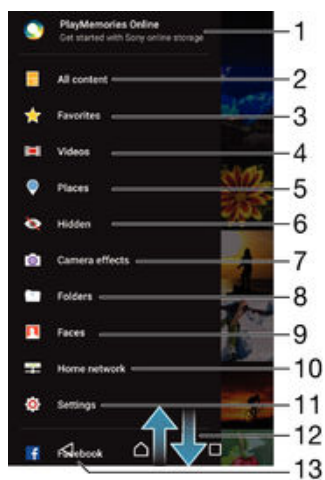 PlayMemories Online 1
Get started with Sony online storage
All content 2
Favorites 3
Videos 4
Places 5
Hidden 6
Camera effects 7
Folders 8
Faces 9
Home network 10
Settings 11
12
Facebook
13